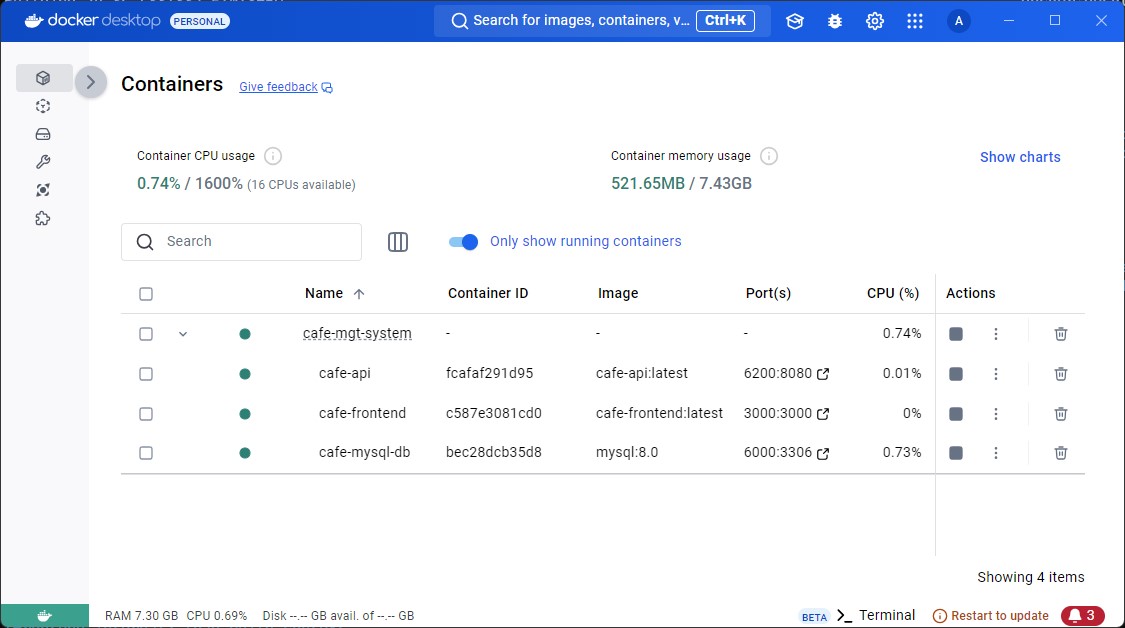 docker desktop PERSONAL Search for images, containers, v... Ctrl+K A
Containers Give feedback
Container CPU usage Container memory usage Show charts
0.74% / 1600% (16 CPUs available) 521.65MB / 7.43GB
Search Only show running containers
Name Container ID Image Port(s) CPU (%) Actions
cafe-mgt-system - - - 0.74%
cafe-api fcafaf291d95 cafe-api:latest 6200:8080 0.01%
cafe-frontend c587e3081cd0 cafe-frontend:latest 3000:3000 0%
cafe-mysql-db bec28dcb35d8 mysql:8.0 6000:3306 0.73%
Showing 4 items
RAM 7.30 GB CPU 0.69% Disk --.-- GB avail. of --.-- GB BETA Terminal Restart to update 3